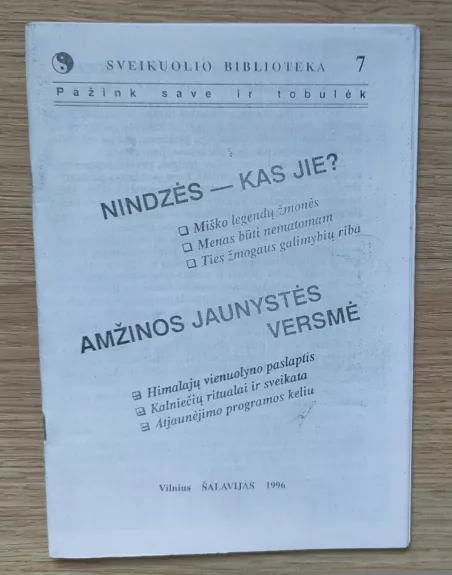 SVEIKUOLIO BIBLIOTEKA 7
Pažink save ir tobulėk
NINDZĖS — KAS JIE?
❏ Miško legendų žmonės
❏ Menas būti nematomam
❏ Ties žmogaus galimybių riba
AMŽINOS JAUNYSTĖS
VERSMĖ
❏ Himalajų vienuolyno paslaptis
❏ Kalniečių ritualai ir sveikata
❏ Atjaunėjimo programos keliu
Vilnius ŠALAVIJAS 1996